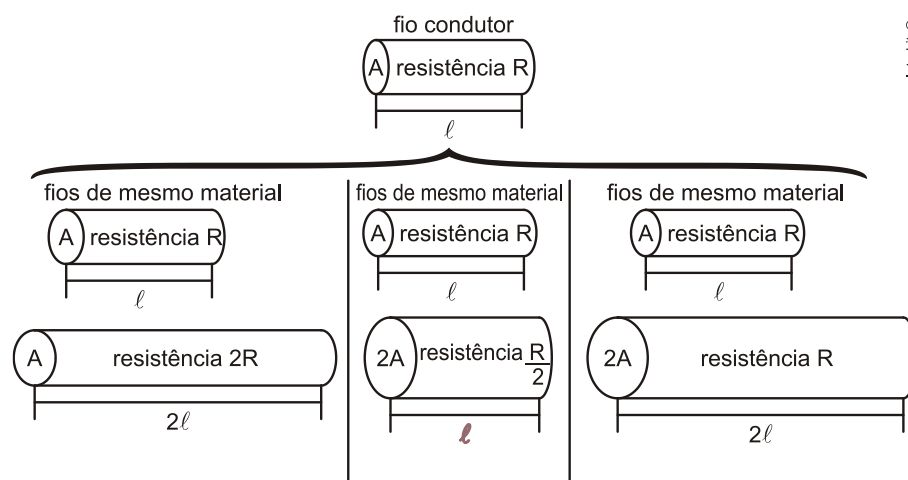 fio condutor
A resistência R
ℓ
fios de mesmo material
A resistência R
ℓ
A resistência 2R
2ℓ
fios de mesmo material
A resistência R
ℓ
2A resistência R/2
ℓ
fios de mesmo material
A resistência R
ℓ
2A resistência R
2ℓ